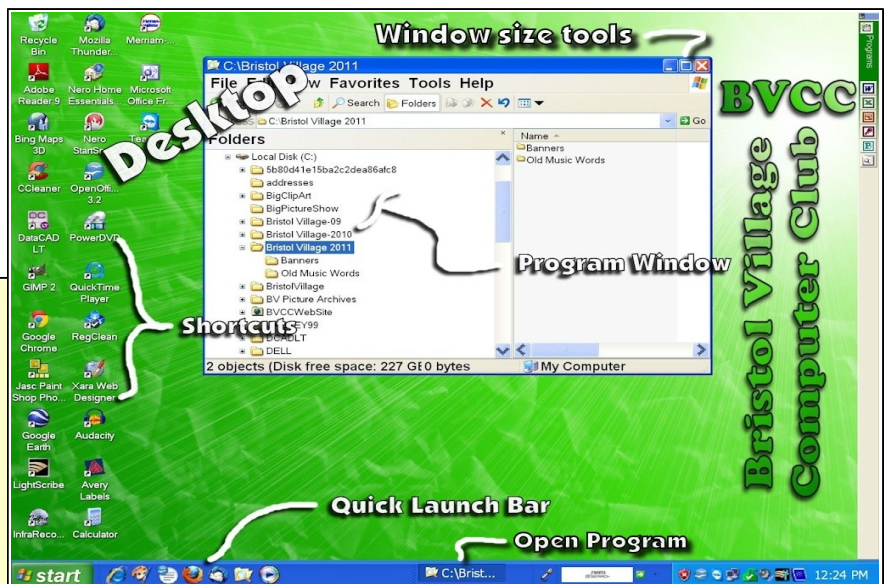 Recycle Bin
Mozilla Thunder...
Merriam-...
Adobe Reader 9
Nero Home Essentials
Microsoft Office Fr...
Bing Maps 3D
Nero StartSm...
CCleaner
OpenOffi... 3.2
DataCAD LT
PowerDVD
GIMP 2
QuickTime Player
Google Chrome
RegClean
Jasc Paint Shop Pho...
Xara Web Designer
Google Earth
Audacity
LightScribe
Avery Labels
InfraReco...
Calculator
Desktop
Shortcuts
Window size tools
C:\Bristol Village 2011
File Favorites Tools Help
Search Folders
C:\Bristol Village 2011
Go
Folders
Local Disk (C:)
5b80d41e15ba2c2dea86afc8
addresses
BigClipArt
BigPictureShow
Bristol Village-09
Bristol Village-2010
Bristol Village 2011
Banners
Old Music Words
BristolVillage
BV Picture Archives
BVCCWebSite
DCADLT
DELL
Name
Banners
Old Music Words
Program Window
2 objects (Disk free space: 227 GE0 bytes
My Computer
Programs
BVCC
Bristol Village
Computer Club
Quick Launch Bar
Open Program
start
C:\Brist...
12:24 PM